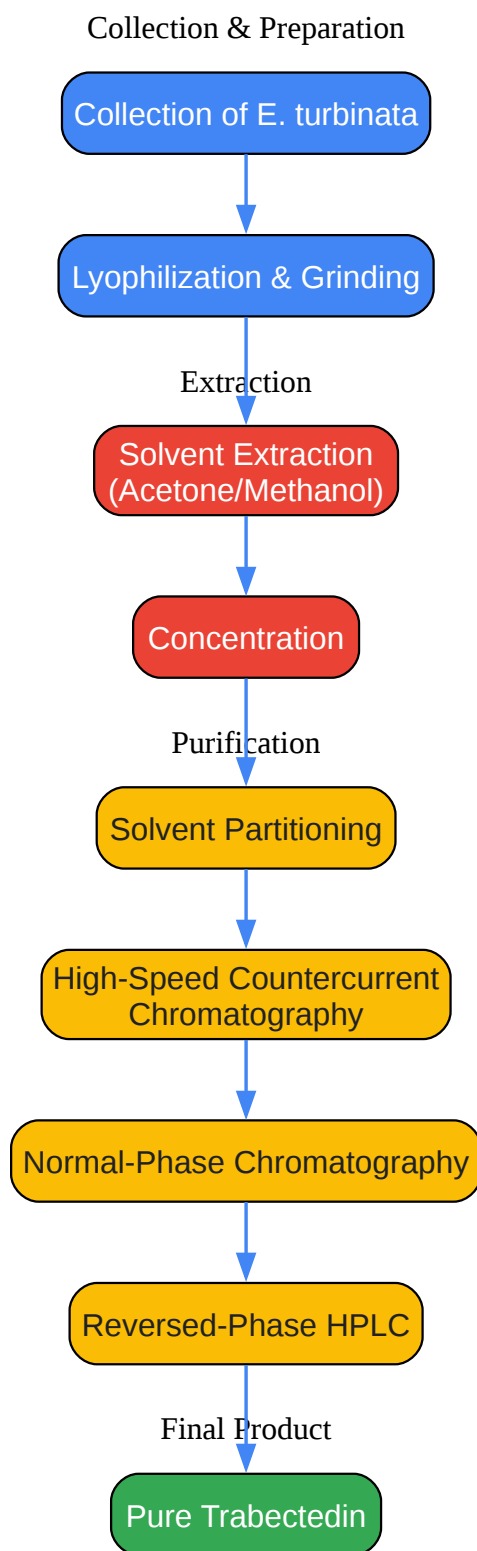 Collection & Preparation
Collection of E. turbinata
Lyophilization & Grinding
Extraction
Solvent Extraction
(Acetone/Methanol)
Concentration
Purification
Solvent Partitioning
High-Speed Countercurrent
Chromatography
Normal-Phase Chromatography
Reversed-Phase HPLC
Final Product
Pure Trabectedin